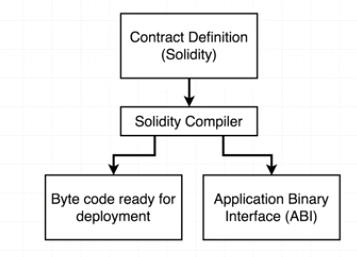 Contract Definition
(Solidity)
Solidity Compiler
Byte code ready for
deployment
Application Binary
Interface (ABI)